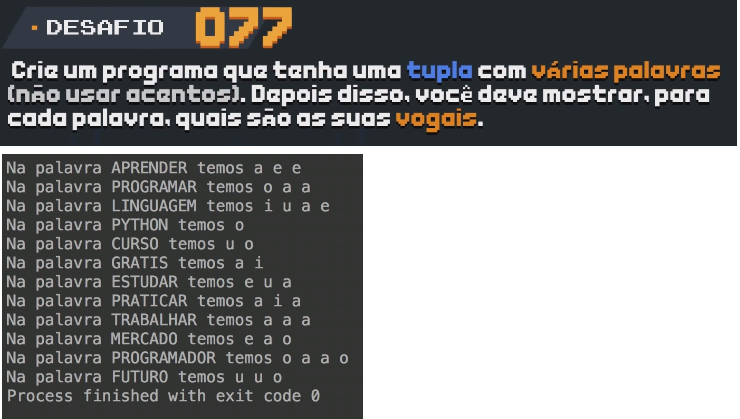 DESAFIO 077
Crie um programa que tenha uma tupla com várias palavras
(não usar acentos). Depois disso, você deve mostrar, para
cada palavra, quais são as suas vogais.
Na palavra APRENDER temos a e e
Na palavra PROGRAMAR temos o a a
Na palavra LINGUAGEM temos i u a e
Na palavra PYTHON temos o
Na palavra CURSO temos u o
Na palavra GRATIS temos a i
Na palavra ESTUDAR temos e u a
Na palavra PRATICAR temos a i a
Na palavra TRABALHAR temos a a a
Na palavra MERCADO temos e a o
Na palavra PROGRAMADOR temos o a a o
Na palavra FUTURO temos u u o
Process finished with exit code 0